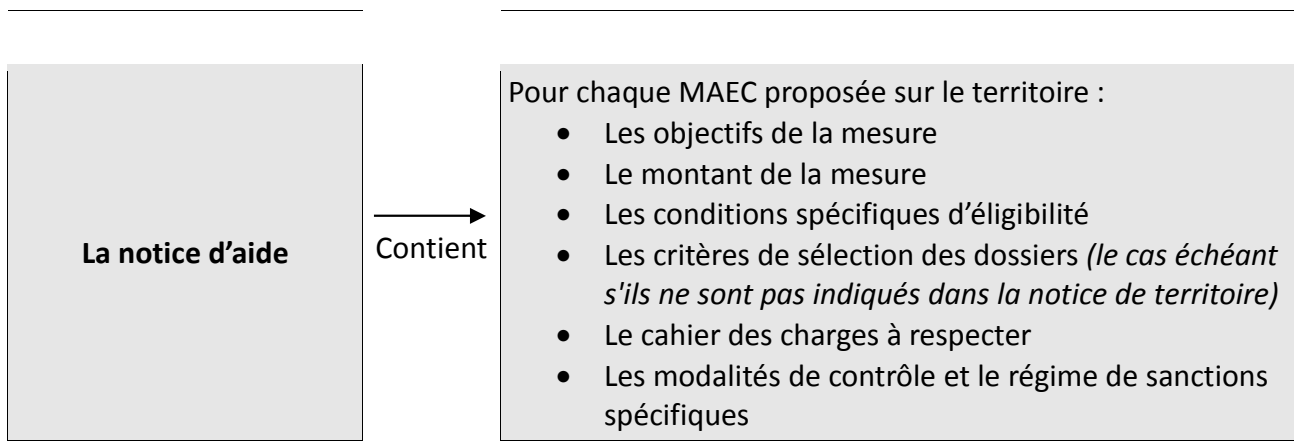 La notice d’aide
Contient
Pour chaque MAEC proposée sur le territoire :
• Les objectifs de la mesure
• Le montant de la mesure
• Les conditions spécifiques d’éligibilité
• Les critères de sélection des dossiers (le cas échéant
s'ils ne sont pas indiqués dans la notice de territoire)
• Le cahier des charges à respecter
• Les modalités de contrôle et le régime de sanctions
spécifiques